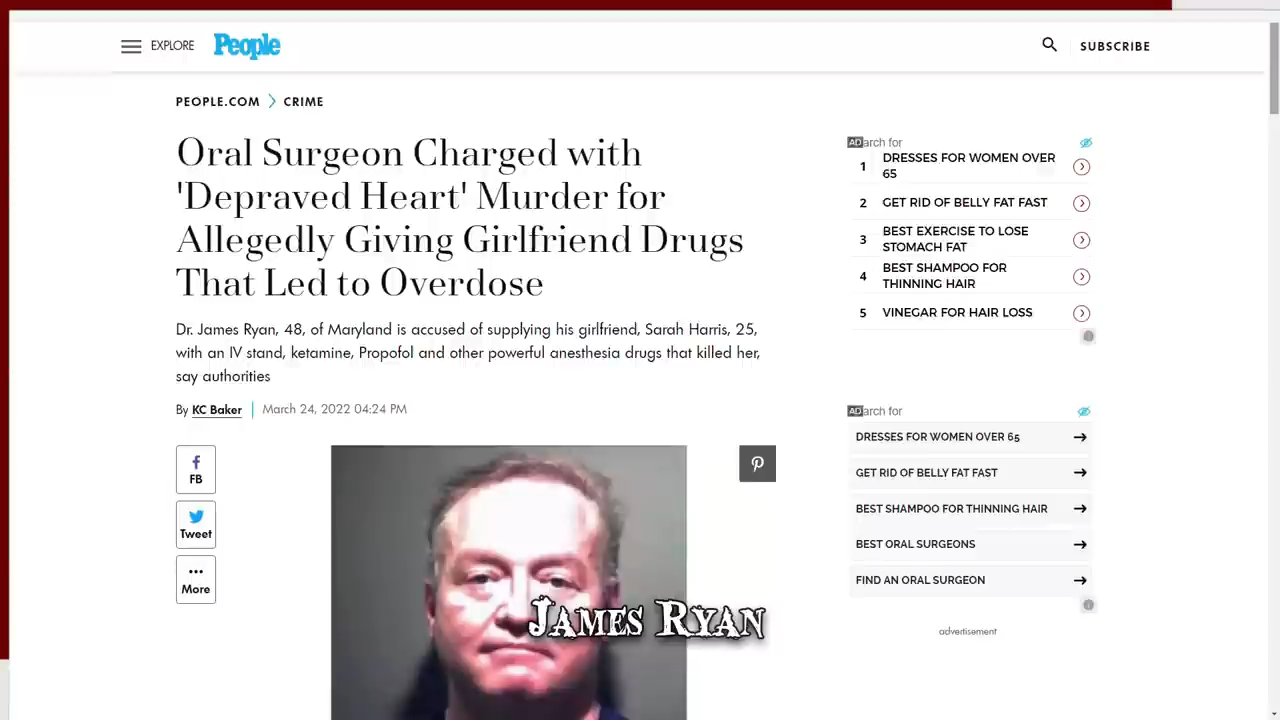 EXPLORE
People
SUBSCRIBE
PEOPLE.COM
CRIME
Oral Surgeon Charged with
'Depraved Heart' Murder for
Allegedly Giving Girlfriend Drugs
That Led to Overdose
Dr. James Ryan, 48, of Maryland is accused of supplying his girlfriend, Sarah Harris, 25,
with an IV stand, ketamine, Propofol and other powerful anesthesia drugs that killed her,
say authorities
By KC Baker
March 24, 2022 04:24 PM
FB
Tweet
More
JAMES RYAN
AD arch for
1 DRESSES FOR WOMEN OVER
65
2 GET RID OF BELLY FAT FAST
3 BEST EXERCISE TO LOSE
STOMACH FAT
4 BEST SHAMPOO FOR
THINNING HAIR
5 VINEGAR FOR HAIR LOSS
AD arch for
DRESSES FOR WOMEN OVER 65
GET RID OF BELLY FAT FAST
BEST SHAMPOO FOR THINNING HAIR
BEST ORAL SURGEONS
FIND AN ORAL SURGEON
advertisement